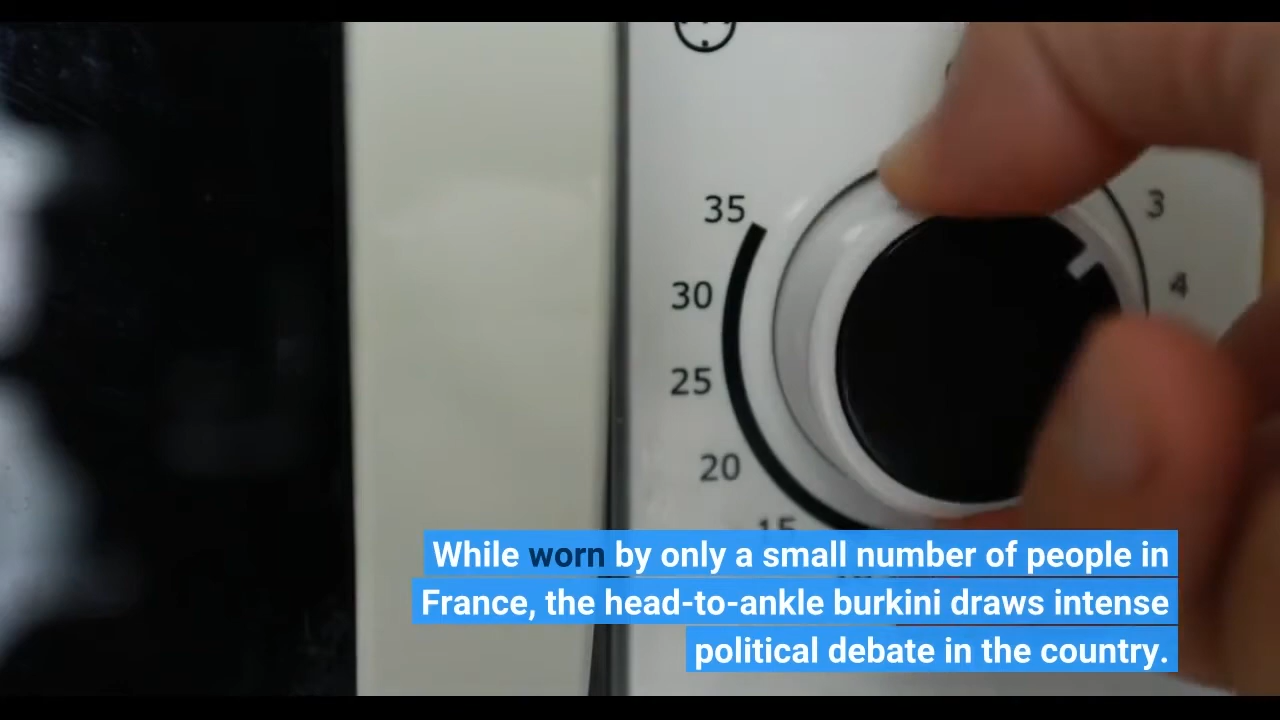 35
3
30
4
25
20
15
While worn by only a small number of people in
France, the head-to-ankle burkini draws intense
political debate in the country.